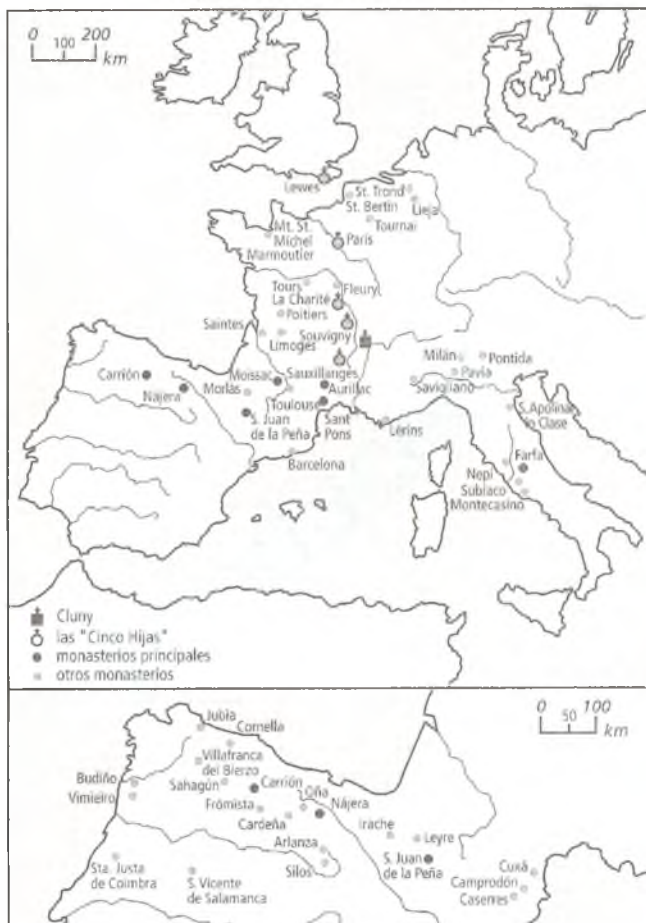 0 200
100
km
Lewes
St. Trond
St. Bertin
Lieja
Tournai
Mt. St.
Michel
París
Marmoutier
Tours
Fleury
La Charité
Poitiers
Saintes
Souvigny
Limoges
Milán
Pontida
Pavía
Savigliano
Carrión
Nájera
Moissac
Morlas
Sauxillanges
Aurillac
Toulouse
S. Juan
de la Peña
Sant
Pons
Lérins
S. Apolinar
lo Clase
Barcelona
Farfa
Nepi
Subiaco
Montecasino
Cluny
las "Cinco Hijas"
monasterios principales
otros monasterios
0 100
50
km
Jubia
Cornella
Villafranca
del Bierzo
Budiño
Vimieiro
Sahagún
Carrión
Oña
Frómista
Nájera
Cardeña
Irache
Leyre
Arlanza
Silos
S. Juan
de la Peña
Cuxá
Camprodón
Caserres
Sta. Justa
de Coimbra
S. Vicente
de Salamanca